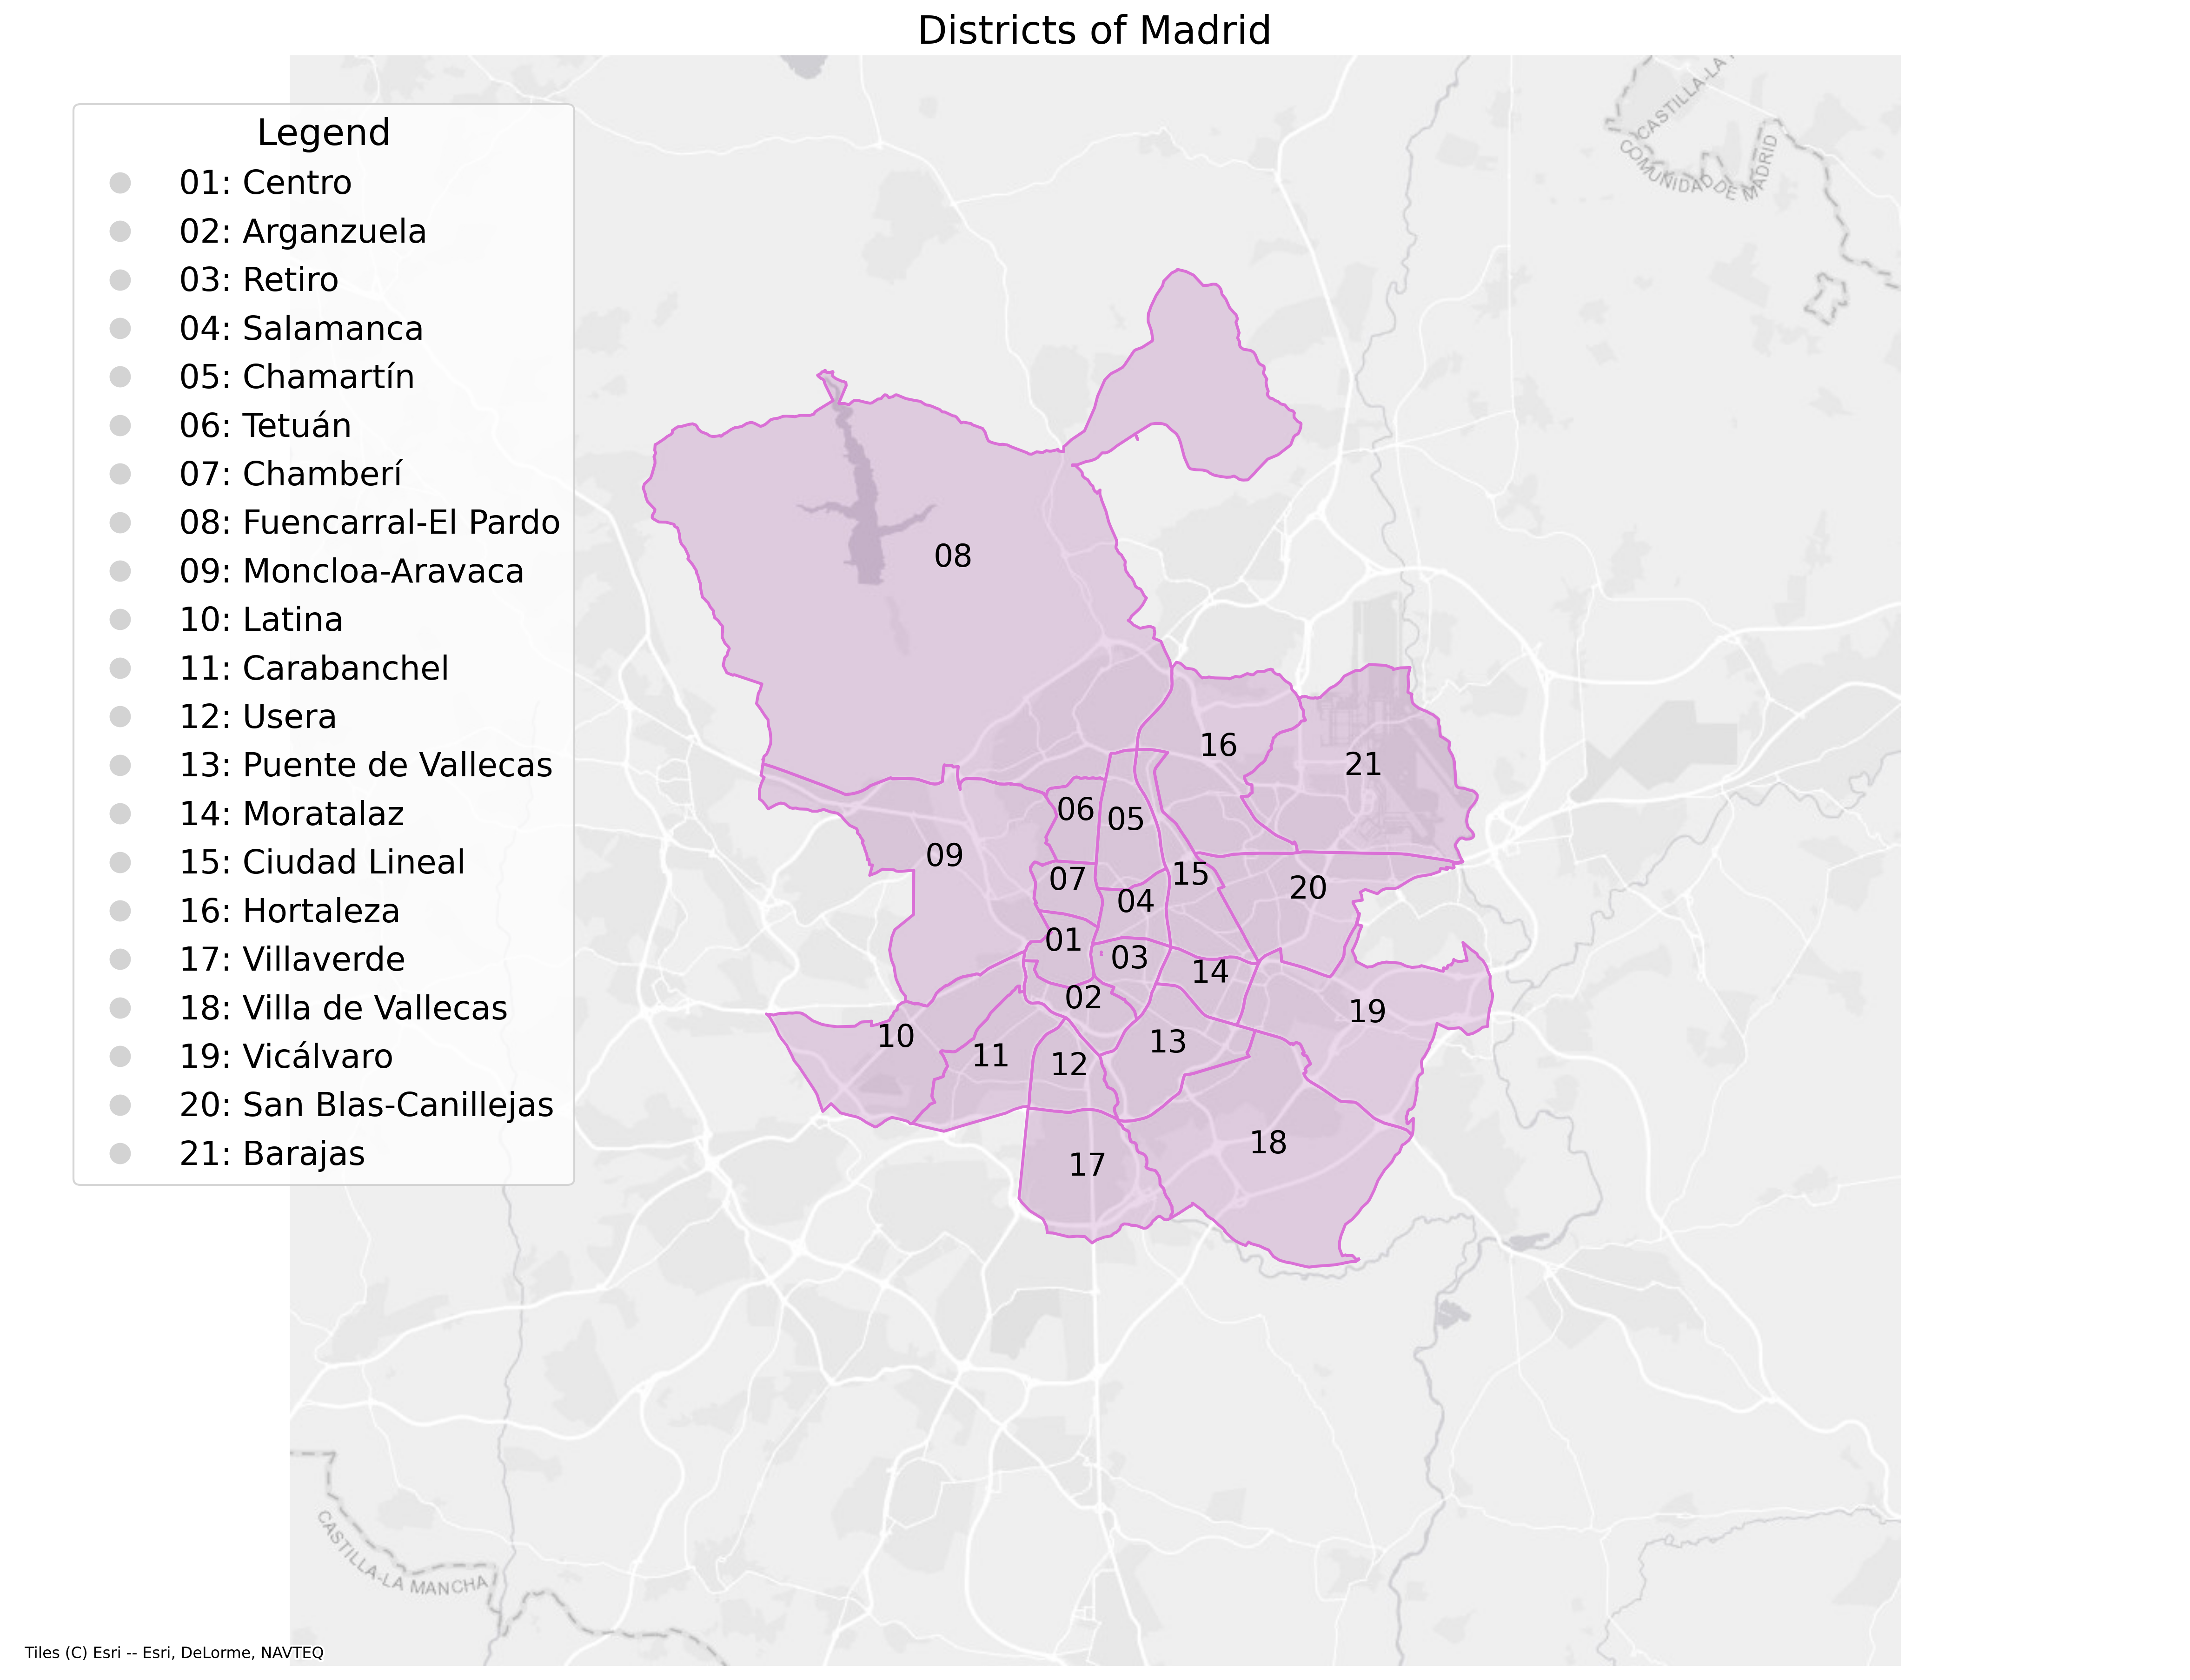 Districts of Madrid
Legend
01: Centro
02: Arganzuela
03: Retiro
04: Salamanca
05: Chamartín
06: Tetuán
07: Chamberí
08: Fuencarral-El Pardo
09: Moncloa-Aravaca
10: Latina
11: Carabanchel
12: Usera
13: Puente de Vallecas
14: Moratalaz
15: Ciudad Lineal
16: Hortaleza
17: Villaverde
18: Villa de Vallecas
19: Vicálvaro
20: San Blas-Canillejas
21: Barajas
CASTILLA-LA
COMUNIDAD DE MADRID
08
16
21
06
05
09
07
15
20
04
01
03
14
02
19
10
13
11
12
18
17
CASTILLA-LA MANCHA
Tiles (C) Esri -- Esri, DeLorme, NAVTEQ